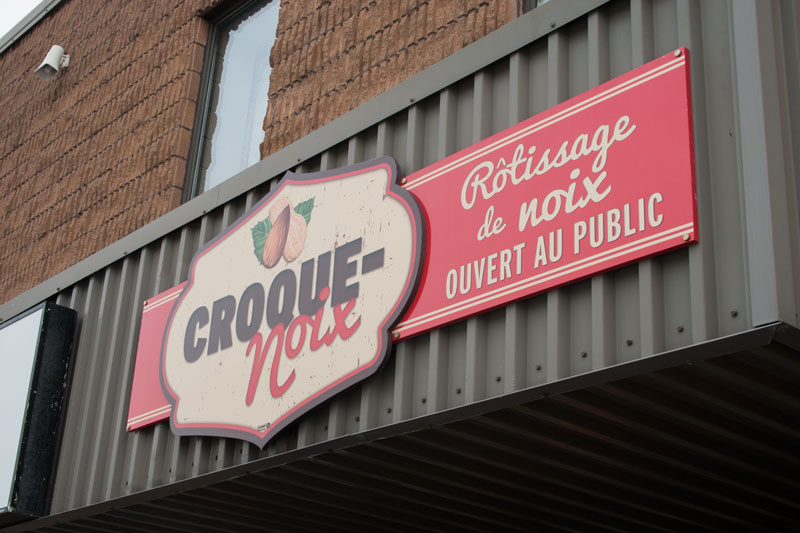 CROQUE-
Noix
Rôtissage
de noix
OUVERT AU PUBLIC